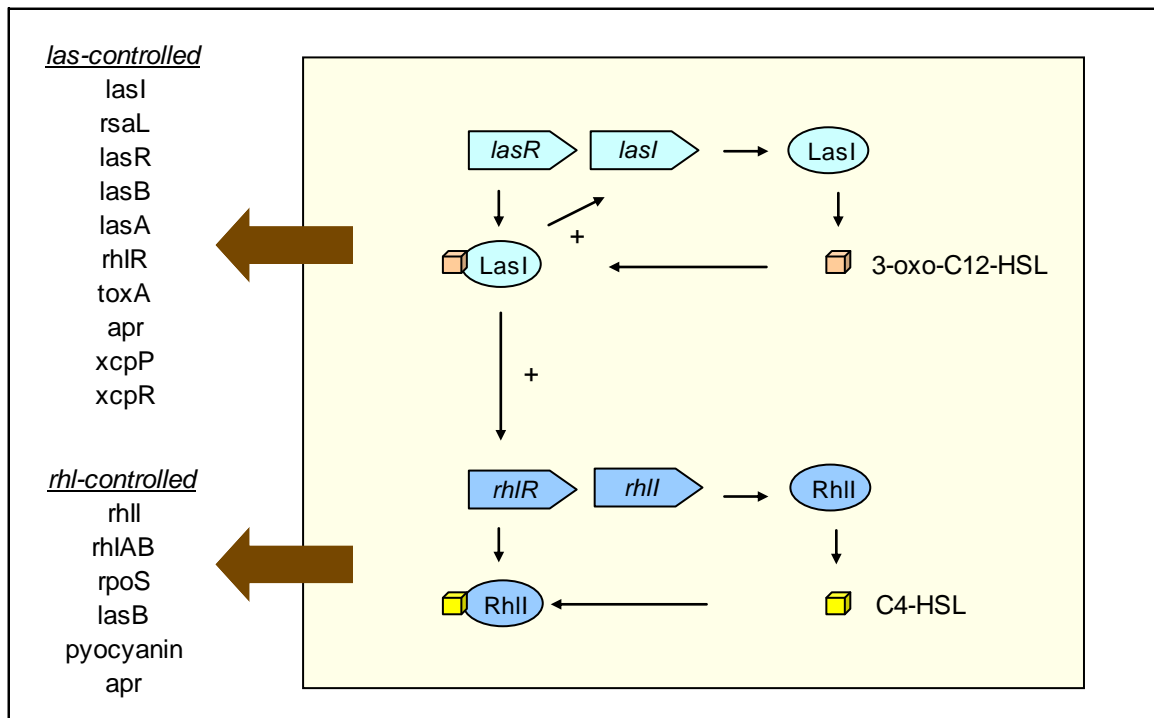 las-controlled
lasI
rsaL
lasR
lasB
lasA
rhlR
toxA
apr
xcpP
xcpR
rhl-controlled
rhlI
rhlAB
rpoS
lasB
pyocyanin
apr
lasR lasI LasI
+
LasI 3-oxo-C12-HSL
+
rhlR rhlI RhlI
RhlI C4-HSL